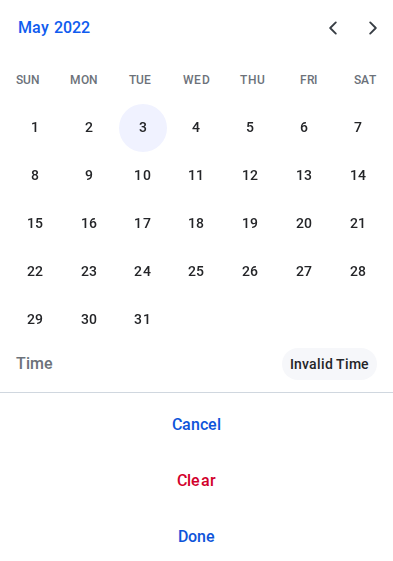 May 2022
SUN MON TUE WED THU FRI SAT
1 2 3 4 5 6 7
8 9 10 11 12 13 14
15 16 17 18 19 20 21
22 23 24 25 26 27 28
29 30 31
Time Invalid Time
Cancel
Clear
Done